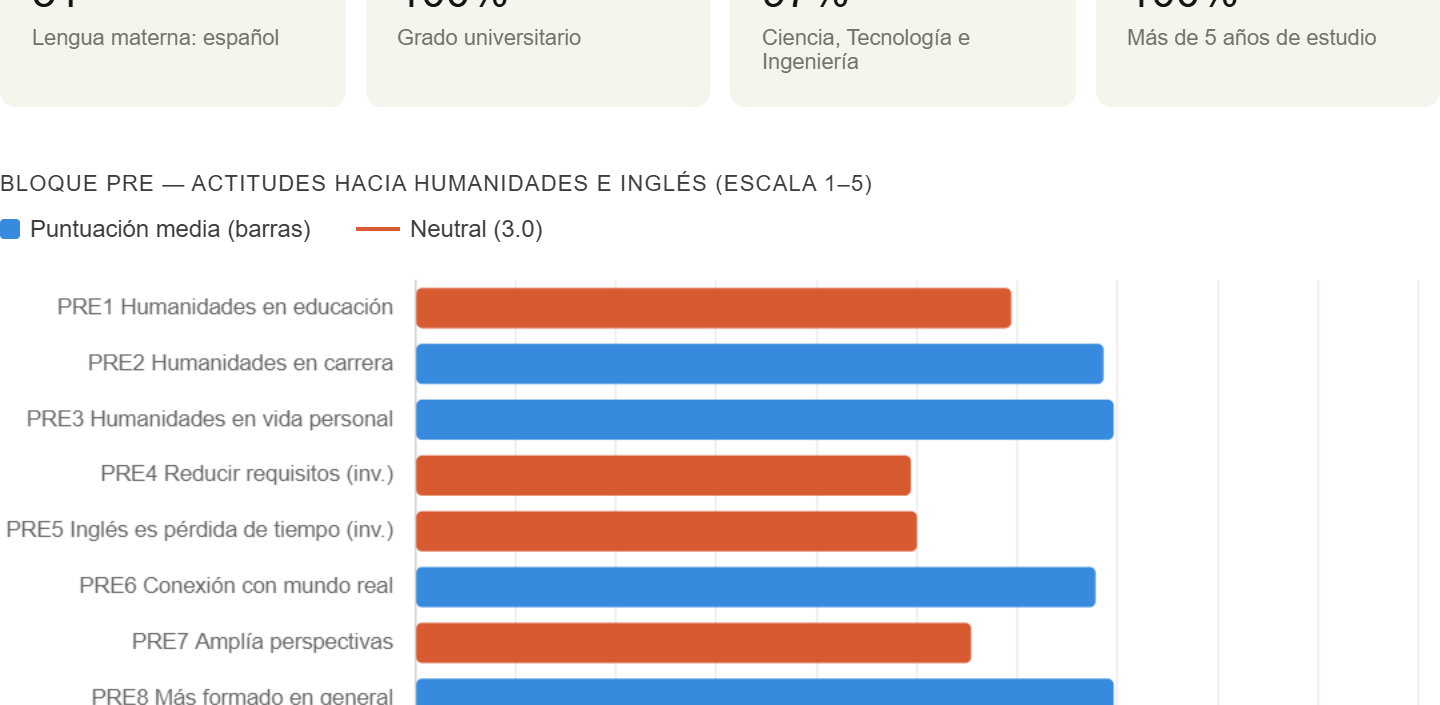 Lengua materna: español
Grado universitario
Ciencia, Tecnología e
Ingeniería
Más de 5 años de estudio
BLOQUE PRE — ACTITUDES HACIA HUMANIDADES E INGLÉS (ESCALA 1–5)
Puntuación media (barras)
Neutral (3.0)
PRE1 Humanidades en educación
PRE2 Humanidades en carrera
PRE3 Humanidades en vida personal
PRE4 Reducir requisitos (inv.)
PRE5 Inglés es pérdida de tiempo (inv.)
PRE6 Conexión con mundo real
PRE7 Amplía perspectivas
PRE8 Más formado en general